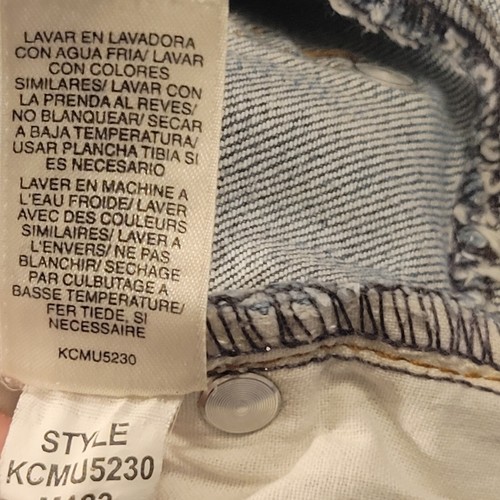 LAVAR EN LAVADORA
CON AGUA FRIA/ LAVAR
CON COLORES
SIMILARES/ LAVAR CON
LA PRENDA AL REVES/
NO BLANQUEAR/ SECAR
A BAJA TEMPERATURA/
USAR PLANCHA TIBIA SI
ES NECESARIO
LAVER EN MACHINE A
L'EAU FROIDE/ LAVER
AVEC DES COULEURS
SIMILAIRES/ LAVER A
L'ENVERS/ NE PAS
BLANCHIR/ SECHAGE
PAR CULBUTAGE A
BASSE TEMPERATURE/
FER TIEDE, SI
NECESSAIRE
KCMU5230
STYLE
KCMU5230